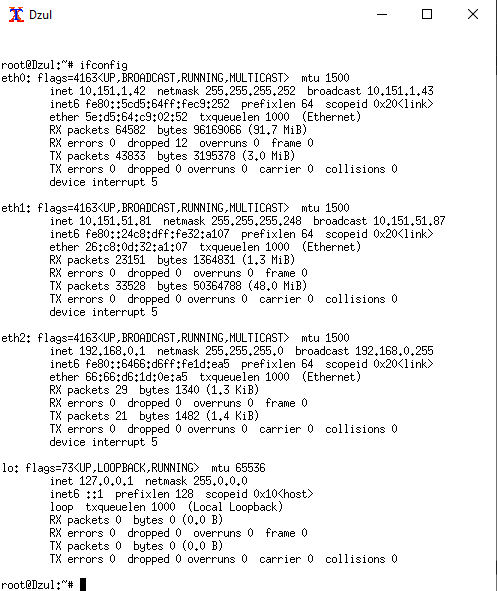 Dzul
root@Dzul:~# ifconfig
eth0: flags=4163<UP,BROADCAST,RUNNING,MULTICAST>  mtu 1500
        inet 10.151.1.42  netmask 255.255.255.252  broadcast 10.151.1.43
        inet6 fe80::5cd5:64ff:fec9:252  prefixlen 64  scopeid 0x20<link>
        ether 5e:d5:64:c9:02:52  txqueuelen 1000  (Ethernet)
        RX packets 64582  bytes 96169066 (91.7 MiB)
        RX errors 0  dropped 12  overruns 0  frame 0
        TX packets 43833  bytes 3195378 (3.0 MiB)
        TX errors 0  dropped 0 overruns 0  carrier 0  collisions 0
        device interrupt 5
eth1: flags=4163<UP,BROADCAST,RUNNING,MULTICAST>  mtu 1500
        inet 10.151.51.81  netmask 255.255.255.248  broadcast 10.151.51.87
        inet6 fe80::24c8:dff:fe32:a107  prefixlen 64  scopeid 0x20<link>
        ether 26:c8:0d:32:a1:07  txqueuelen 1000  (Ethernet)
        RX packets 23151  bytes 1364831 (1.3 MiB)
        RX errors 0  dropped 0  overruns 0  frame 0
        TX packets 33528  bytes 50364788 (48.0 MiB)
        TX errors 0  dropped 0 overruns 0  carrier 0  collisions 0
        device interrupt 5
eth2: flags=4163<UP,BROADCAST,RUNNING,MULTICAST>  mtu 1500
        inet 192.168.0.1  netmask 255.255.255.0  broadcast 192.168.0.255
        inet6 fe80::6466:d6ff:fe1d:ea5  prefixlen 64  scopeid 0x20<link>
        ether 66:66:d6:1d:0e:a5  txqueuelen 1000  (Ethernet)
        RX packets 29  bytes 1340 (1.3 KiB)
        RX errors 0  dropped 0  overruns 0  frame 0
        TX packets 21  bytes 1482 (1.4 KiB)
        TX errors 0  dropped 0 overruns 0  carrier 0  collisions 0
        device interrupt 5
lo: flags=73<UP,LOOPBACK,RUNNING>  mtu 65536
        inet 127.0.0.1  netmask 255.0.0.0
        inet6 ::1  prefixlen 128  scopeid 0x10<host>
        loop  txqueuelen 1000  (Local Loopback)
        RX packets 0  bytes 0 (0.0 B)
        RX errors 0  dropped 0  overruns 0  frame 0
        TX packets 0  bytes 0 (0.0 B)
        TX errors 0  dropped 0 overruns 0  carrier 0  collisions 0
root@Dzul:~#